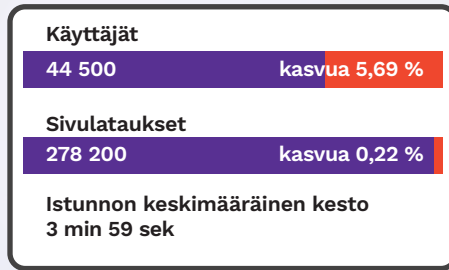 Käyttäjät
44 500 kasvua 5,69 %
Sivulataukset
278 200 kasvua 0,22 %
Istunnon keskimääräinen kesto
3 min 59 sek